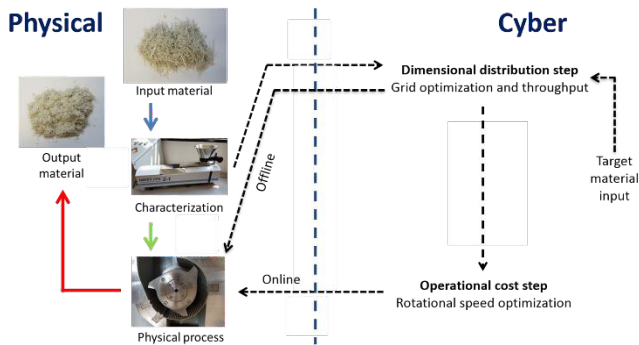 Physical
Cyber
Input material
Output
material
Characterization
Physical process
Offline
Online
Dimensional distribution step
Grid optimization and throughput
Target
material
input
Operational cost step
Rotational speed optimization